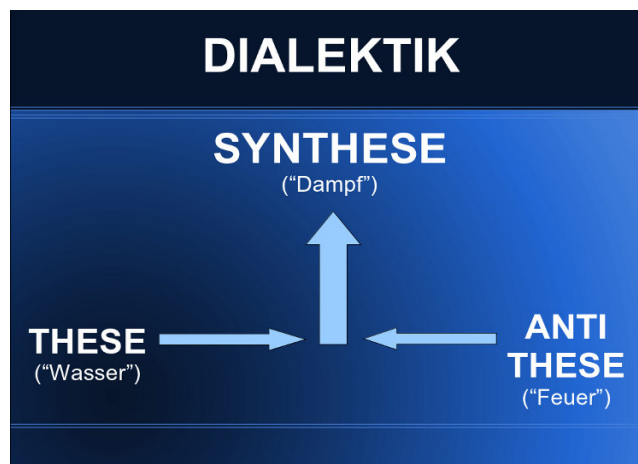 DIALEKTIK
SYNTHESE
(“Dampf”)
THESE
(“Wasser”)
ANTI
THESE
(“Feuer”)